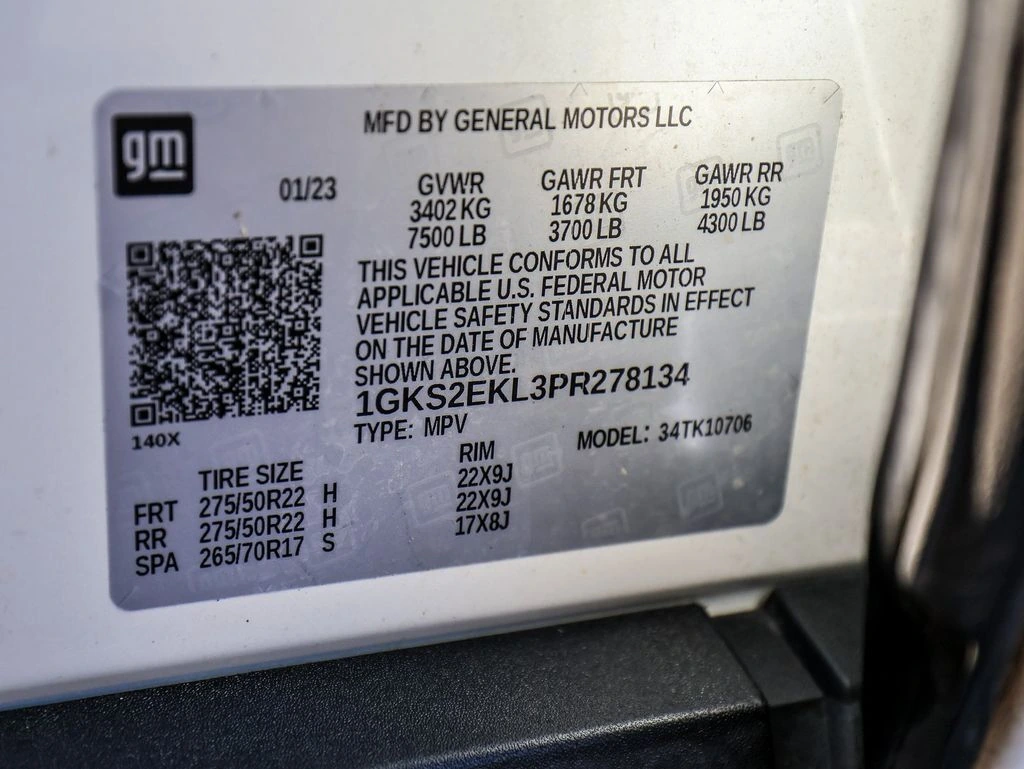 gm
MFD BY GENERAL MOTORS LLC
01/23 GVWR GAWR FRT GAWR RR
3402 KG 1678 KG 1950 KG
7500 LB 3700 LB 4300 LB
THIS VEHICLE CONFORMS TO ALL
APPLICABLE U.S. FEDERAL MOTOR
VEHICLE SAFETY STANDARDS IN EFFECT
ON THE DATE OF MANUFACTURE
SHOWN ABOVE.
1GKS2EKL3PR278134
140X
TYPE: MPV MODEL: 34TK10706
TIRE SIZE RIM
FRT 275/50R22 H 22X9J
RR 275/50R22 H 22X9J
SPA 265/70R17 S 17X8J